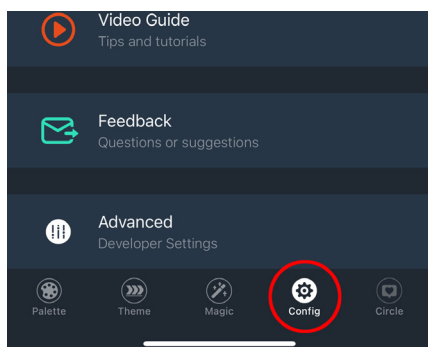 Video Guide
Tips and tutorials
Feedback
Questions or suggestions
Advanced
Developer Settings
Palette
Theme
Magic
Config
Circle